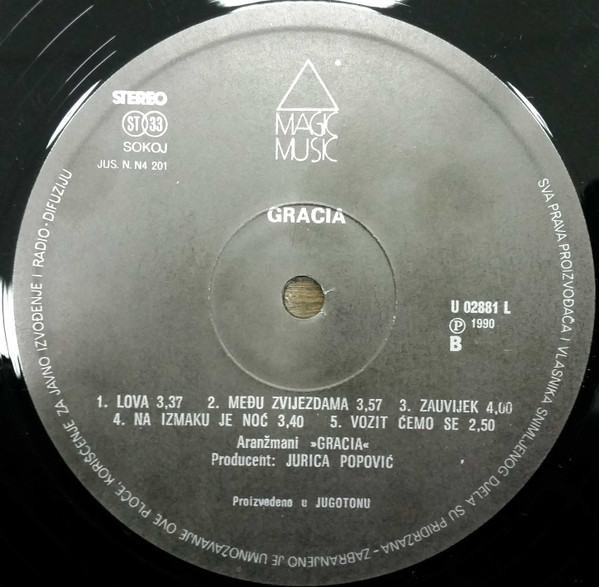 STEREO
ST 33
SOKOJ
JUS. N. N4 201
MAGIC
MUSIC
GRACIA
U 02881 L
Ⓟ 1990
B
1. LOVA 3,37 2. MEĐU ZVIJEZDAMA 3,57 3. ZAUVIJEK 4,00
4. NA IZMAKU JE NOĆ 3,40 5. VOZIT ĆEMO SE 2,50
Aranžmani »GRACIA«
Producent: JURICA POPOVIĆ
Proizvedeno u JUGOTONU
SVA PRAVA PROIZVOĐAČA I VLASNIKA SNIMLJENOG DJELA SU PRIDRŽANA - ZABRANJENO JE UMNOŽAVANJE OVE PLOČE, KORIŠĆENJE ZA JAVNO IZVOĐENJE I RADIO-DIFUZIJU